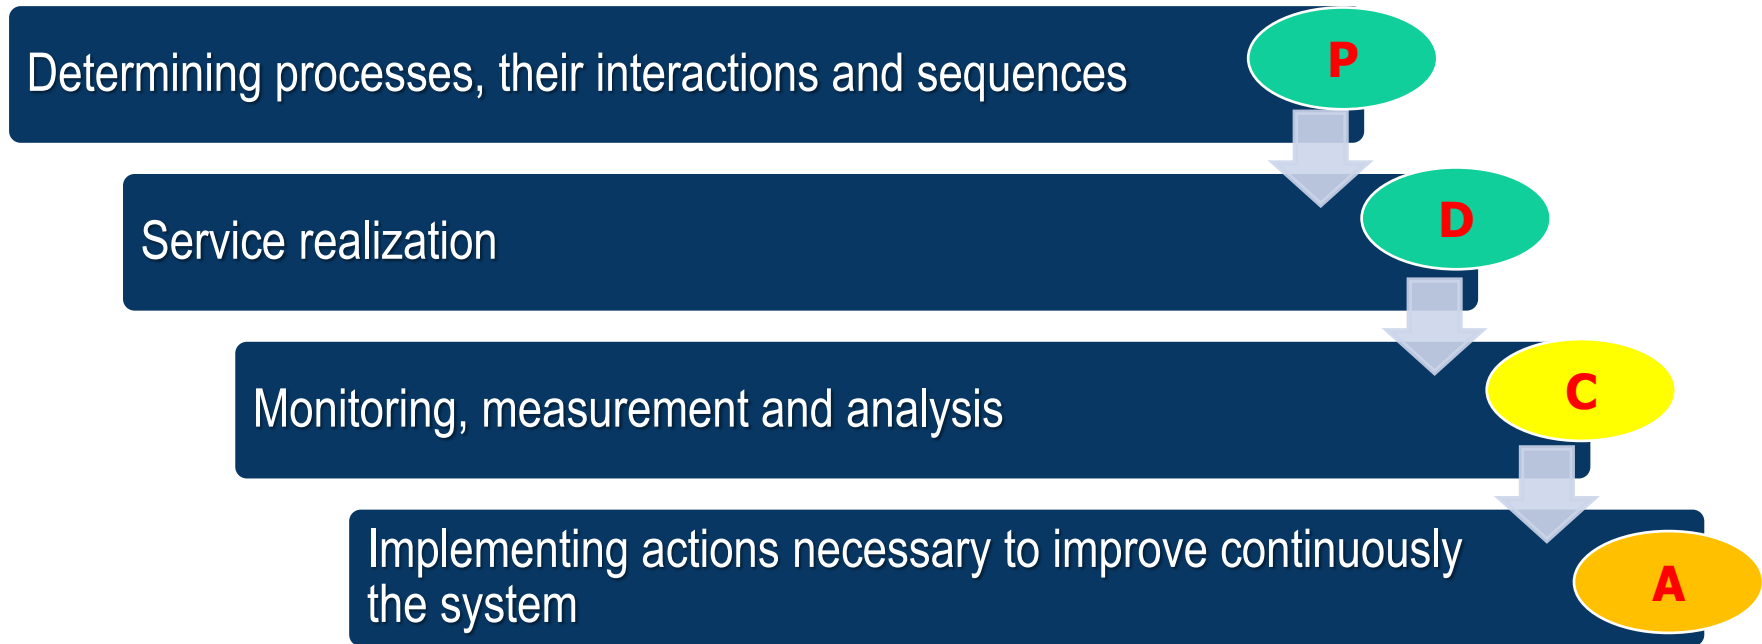 Determining processes, their interactions and sequences
P
Service realization
D
Monitoring, measurement and analysis
C
Implementing actions necessary to improve continuously
the system
A